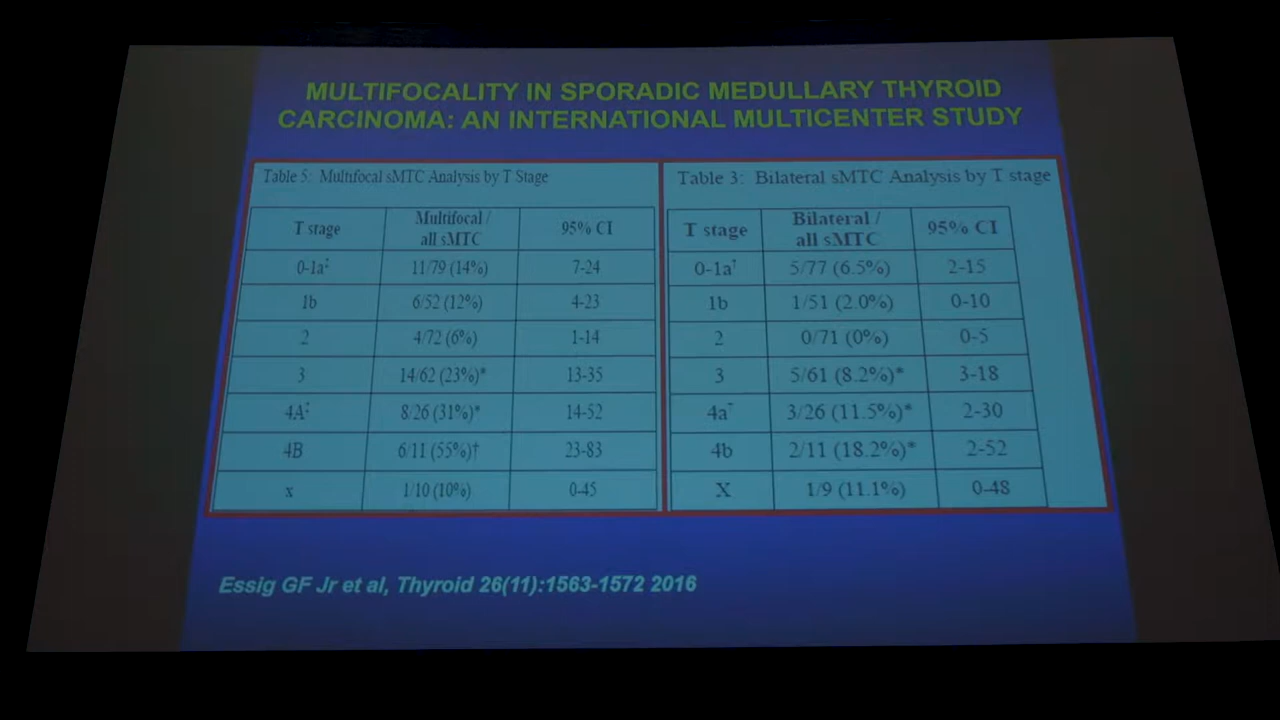 MULTIFOCALITY IN SPORADIC MEDULLARY THYROID
CARCINOMA: AN INTERNATIONAL MULTICENTER STUDY
Table 5: Multifocal sMTC Analysis by T Stage
T stage Multifocal / all sMTC 95% CI
0-1a‡ 11/79 (14%) 7-24
1b 6/52 (12%) 4-23
2 4/72 (6%) 1-14
3 14/62 (23%)* 13-35
4A‡ 8/26 (31%)* 14-52
4B 6/11 (55%)† 23-83
x 1/10 (10%) 0-45
Table 3: Bilateral sMTC Analysis by T stage
T stage Bilateral / all sMTC 95% CI
0-1a† 5/77 (6.5%) 2-15
1b 1/51 (2.0%) 0-10
2 0/71 (0%) 0-5
3 5/61 (8.2%)* 3-18
4a† 3/26 (11.5%)* 2-30
4b 2/11 (18.2%)* 2-52
X 1/9 (11.1%) 0-48
Essig GF Jr et al, Thyroid 26(11):1563-1572 2016